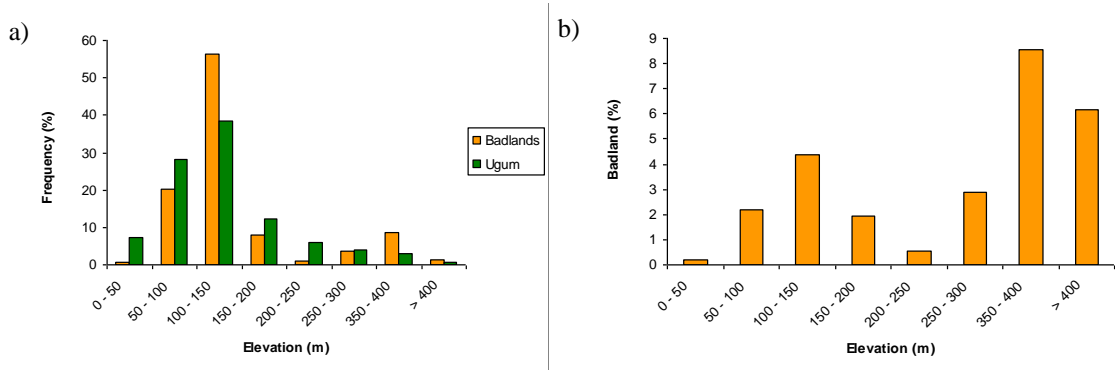 a)
60
50
40
30
20
10
0
Frequency (%)
0 - 50
50 - 100
100 - 150
150 - 200
200 - 250
250 - 300
350 - 400
> 400
Elevation (m)
Badlands
Ugum
b)
9
8
7
6
5
4
3
2
1
0
Badland (%)
0 - 50
50 - 100
100 - 150
150 - 200
200 - 250
250 - 300
350 - 400
> 400
Elevation (m)